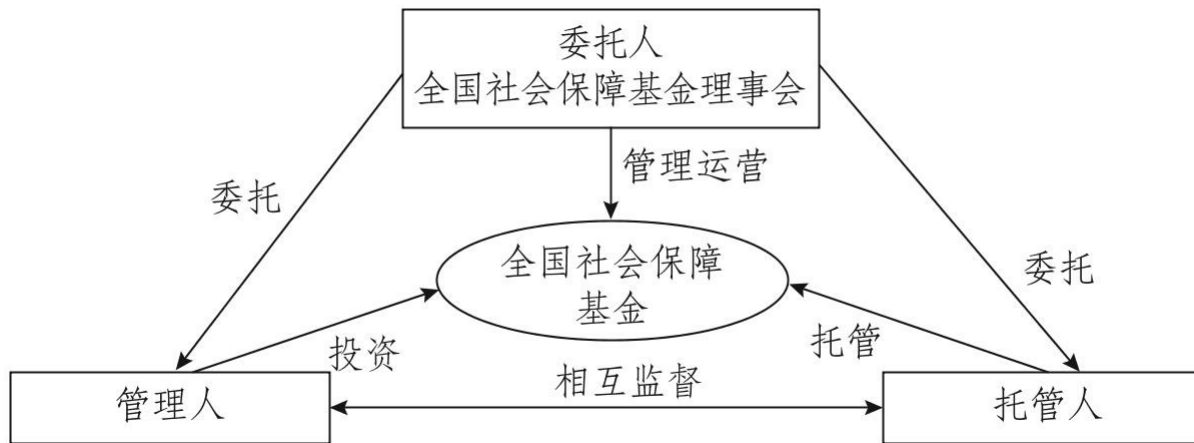 委托人
全国社会保障基金理事会
管理运营
委托
全国社会保障
基金
委托
投资
托管
相互监督
管理人
托管人